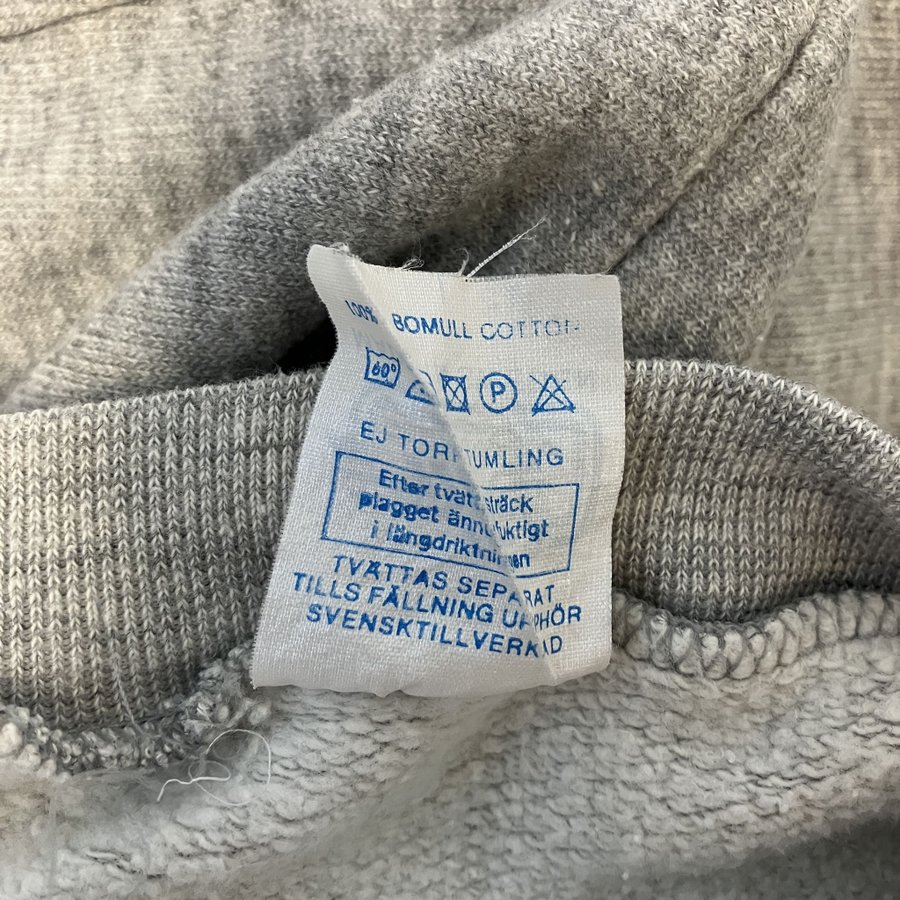 100% BOMULL COTTON
60° P
EJ TORKTUMLING
Efter tvätt sträck
plagget ännu fuktigt
i längdriktningen
TVÄTTAS SEPARAT
TILLS FÄLLNING UPPHÖR
SVENSKTILLVERKAD